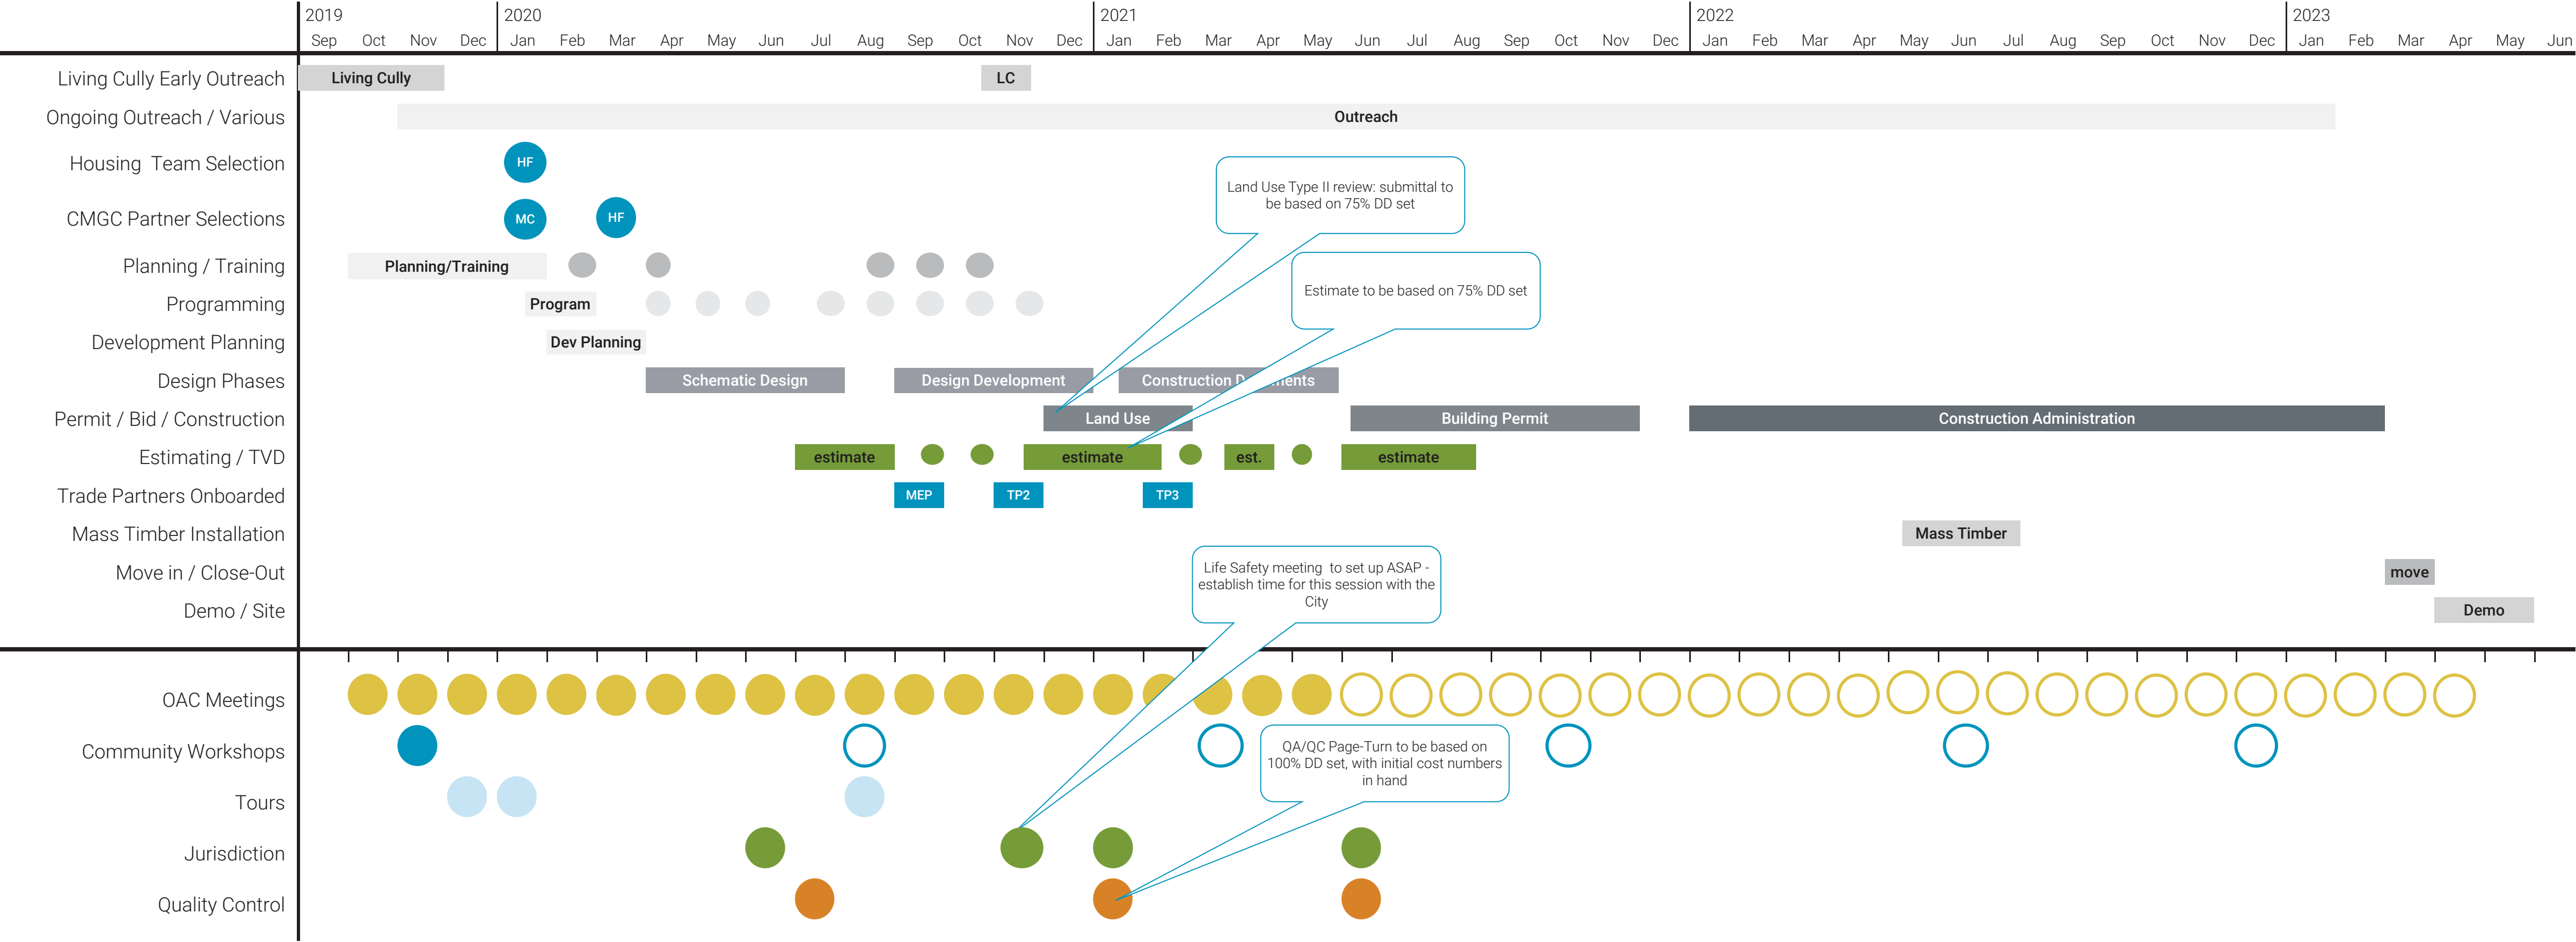 2019 2020 2021 2022 2023
Sep Oct Nov Dec Jan Feb Mar Apr May Jun Jul Aug Sep Oct Nov Dec Jan Feb Mar Apr May Jun Jul Aug Sep Oct Nov Dec Jan Feb Mar Apr May Jun Jul Aug Sep Oct Nov Dec Jan Feb Mar Apr May Jun
Living Cully Early Outreach Living Cully LC
Ongoing Outreach / Various Outreach
Housing Team Selection HF
CMGC Partner Selections MC HF
Land Use Type II review: submittal to
be based on 75% DD set
Planning / Training Planning/Training
Estimate to be based on 75% DD set
Programming Program
Development Planning Dev Planning
Design Phases Schematic Design Design Development Construction D ments
Permit / Bid / Construction Land Use Building Permit Construction Administration
Estimating / TVD estimate estimate est. estimate
Trade Partners Onboarded MEP TP2 TP3
Mass Timber Installation Mass Timber
Move in / Close-Out move
Life Safety meeting to set up ASAP -
establish time for this session with the
City
Demo / Site Demo
OAC Meetings
Community Workshops
QA/QC Page-Turn to be based on
100% DD set, with initial cost numbers
in hand
Tours
Jurisdiction
Quality Control